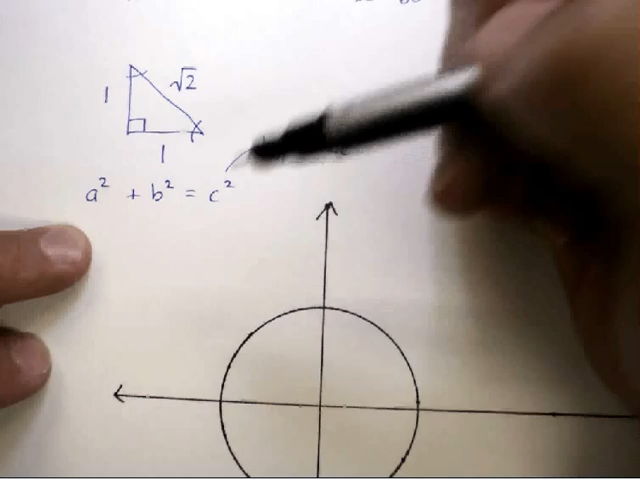 1
√2
1
a² + b² = c²